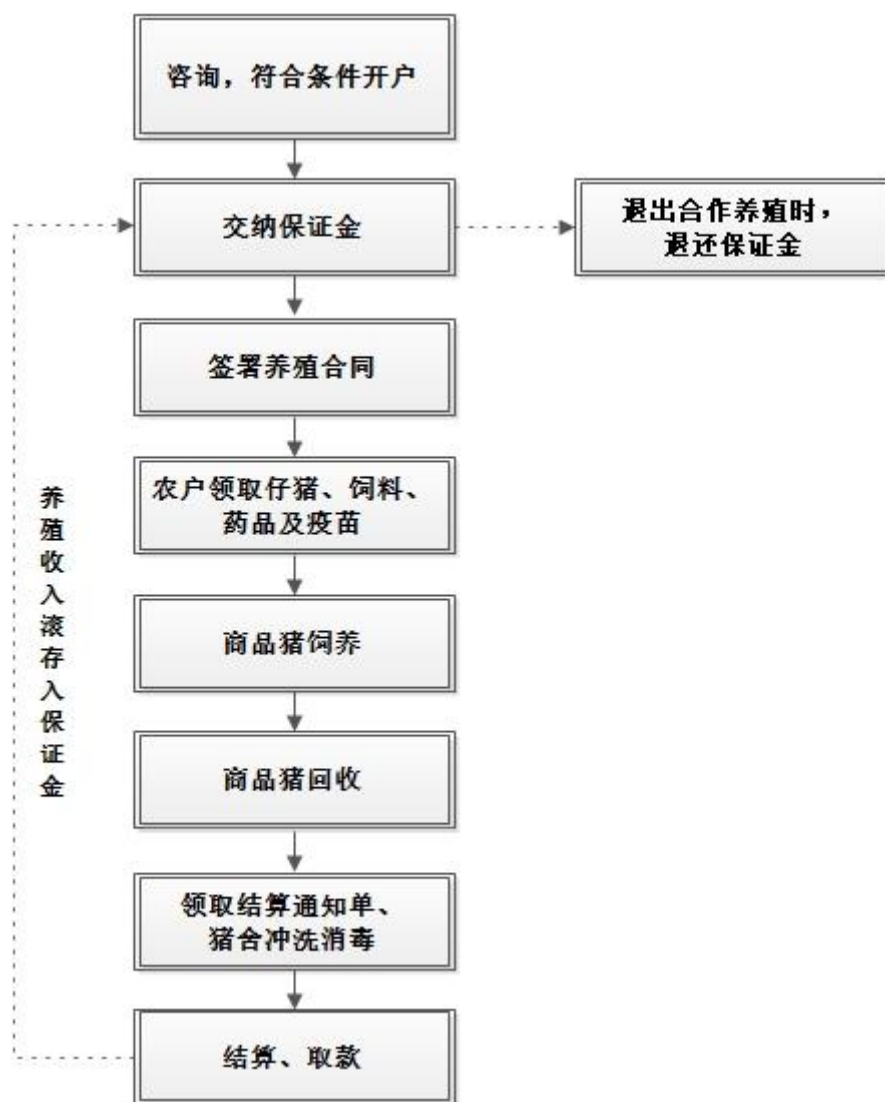 咨询，符合条件开户
交纳保证金
退出合作养殖时，
退还保证金
签署养殖合同
农户领取仔猪、饲料、
药品及疫苗
商品猪饲养
商品猪回收
领取结算通知单、
猪舍冲洗消毒
结算、取款
养殖收入滚存入保证金